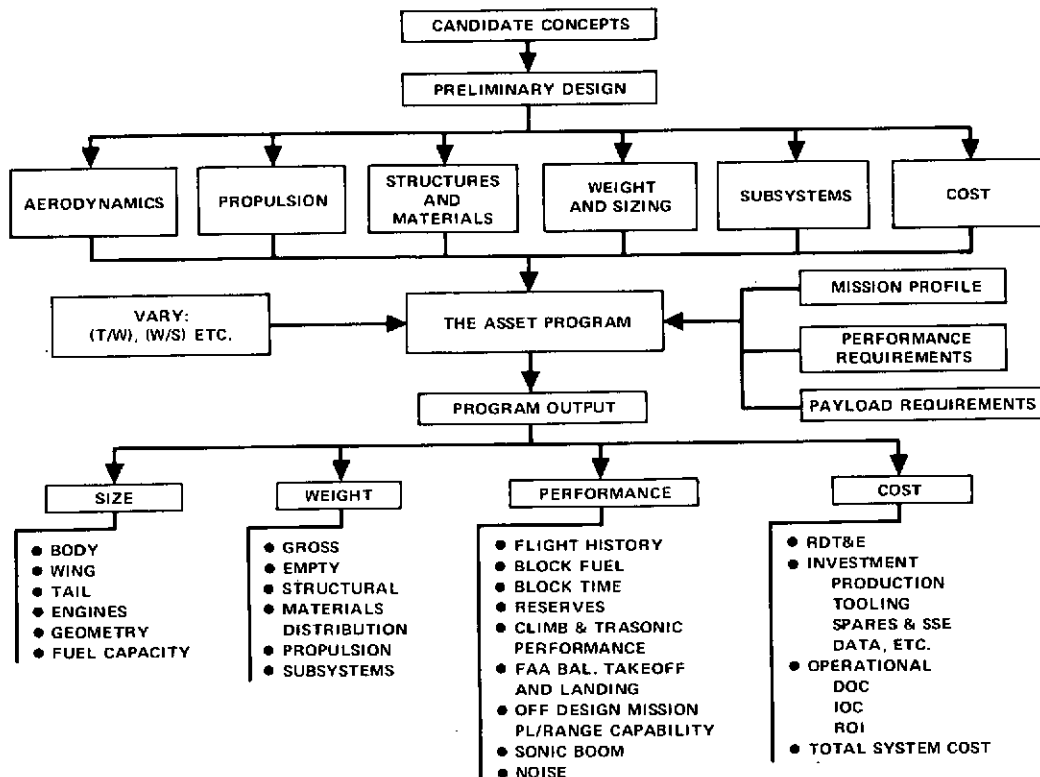 CANDIDATE CONCEPTS
PRELIMINARY DESIGN
AERODYNAMICS
PROPULSION
STRUCTURES
AND
MATERIALS
WEIGHT
AND SIZING
SUBSYSTEMS
COST
VARY:
(T/W), (W/S) ETC.
THE ASSET PROGRAM
MISSION PROFILE
PERFORMANCE
REQUIREMENTS
PAYLOAD REQUIREMENTS
PROGRAM OUTPUT
SIZE
● BODY
● WING
● TAIL
● ENGINES
● GEOMETRY
● FUEL CAPACITY
WEIGHT
● GROSS
● EMPTY
● STRUCTURAL
● MATERIALS
DISTRIBUTION
● PROPULSION
● SUBSYSTEMS
PERFORMANCE
● FLIGHT HISTORY
● BLOCK FUEL
● BLOCK TIME
● RESERVES
● CLIMB & TRASONIC
PERFORMANCE
● FAA BAL. TAKEOFF
AND LANDING
● OFF DESIGN MISSION
PL/RANGE CAPABILITY
● SONIC BOOM
● NOISE
COST
● RDT&E
● INVESTMENT
PRODUCTION
TOOLING
SPARES & SSE
DATA, ETC.
● OPERATIONAL
DOC
IOC
ROI
● TOTAL SYSTEM COST